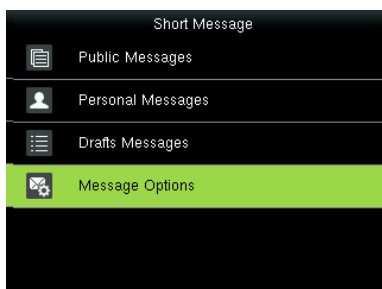 Short Message
Public Messages
Personal Messages
Drafts Messages
Message Options